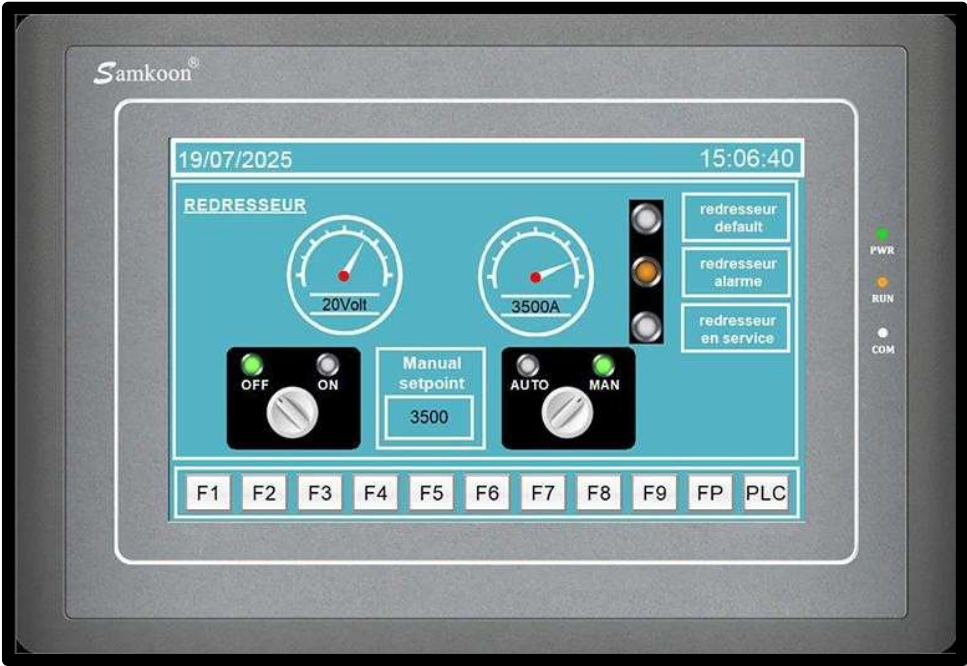 Samkoon®
19/07/2025 15:06:40
REDRESSEUR
20Volt
3500A
redresseur
default
redresseur
alarme
redresseur
en service
PWR
RUN
COM
OFF ON
Manual
setpoint
3500
AUTO MAN
F1 F2 F3 F4 F5 F6 F7 F8 F9 FP PLC